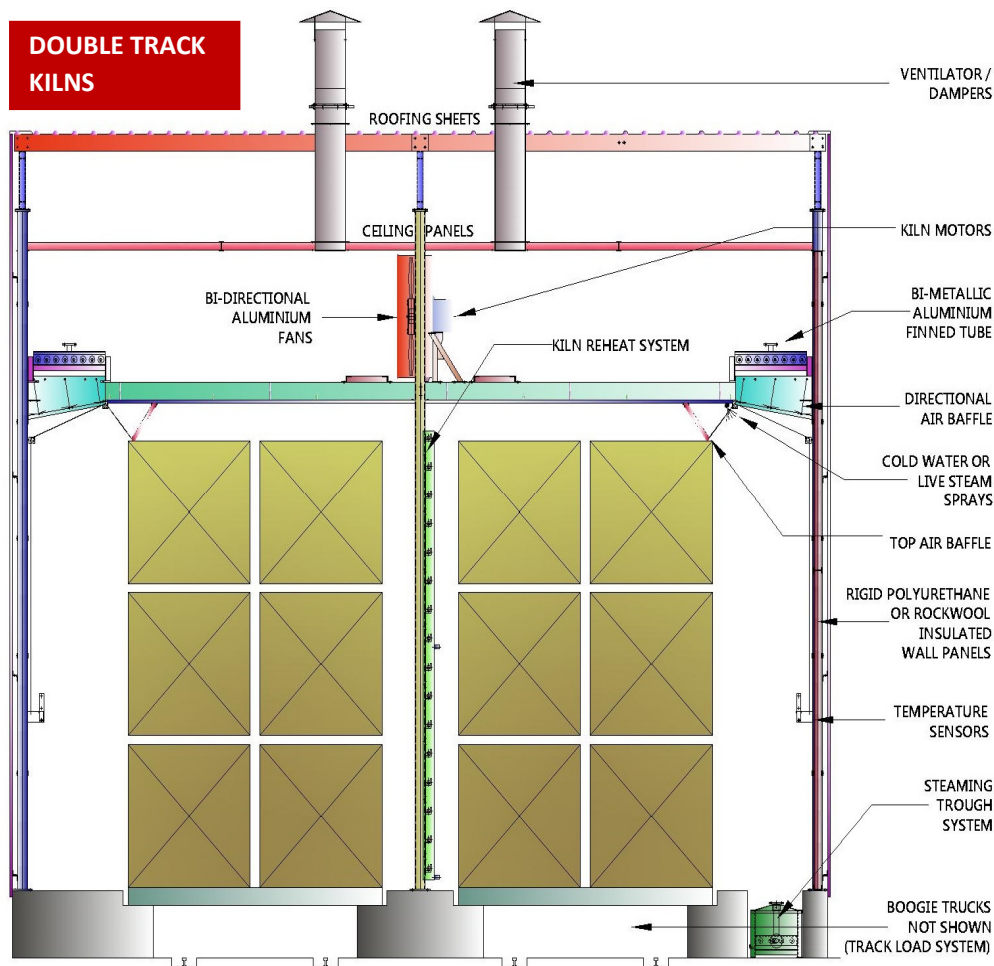 DOUBLE TRACK
KILNS
VENTILATOR /
DAMPERS
ROOFING SHEETS
CEILING PANELS
KILN MOTORS
BI-DIRECTIONAL
ALUMINIUM
FANS
BI-METALLIC
ALUMINIUM
FINNED TUBE
KILN REHEAT SYSTEM
DIRECTIONAL
AIR BAFFLE
COLD WATER OR
LIVE STEAM
SPRAYS
TOP AIR BAFFLE
RIGID POLYURETHANE
OR ROCKWOOL
INSULATED
WALL PANELS
TEMPERATURE
SENSORS
STEAMING
TROUGH
SYSTEM
BOOGIE TRUCKS
NOT SHOWN
(TRACK LOAD SYSTEM)